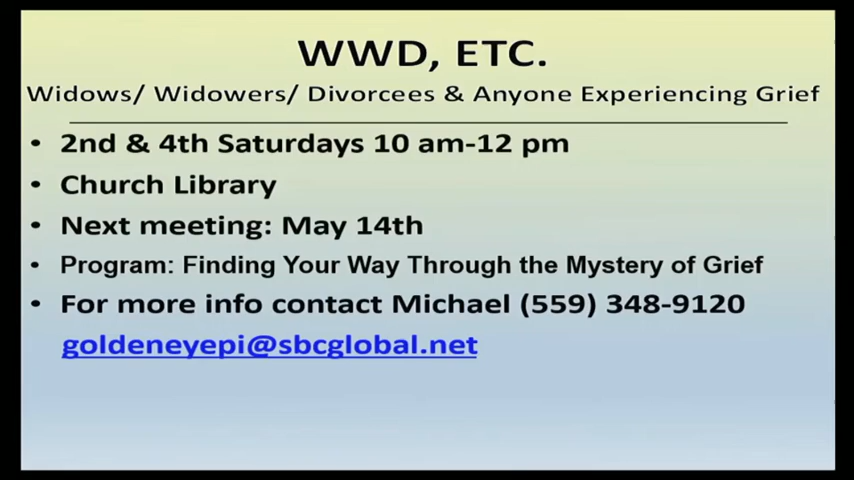 WWD, ETC.
Widows/ Widowers/ Divorcees & Anyone Experiencing Grief
• 2nd & 4th Saturdays 10 am-12 pm
• Church Library
• Next meeting: May 14th
• Program: Finding Your Way Through the Mystery of Grief
• For more info contact Michael (559) 348-9120
goldeneyepi@sbcglobal.net